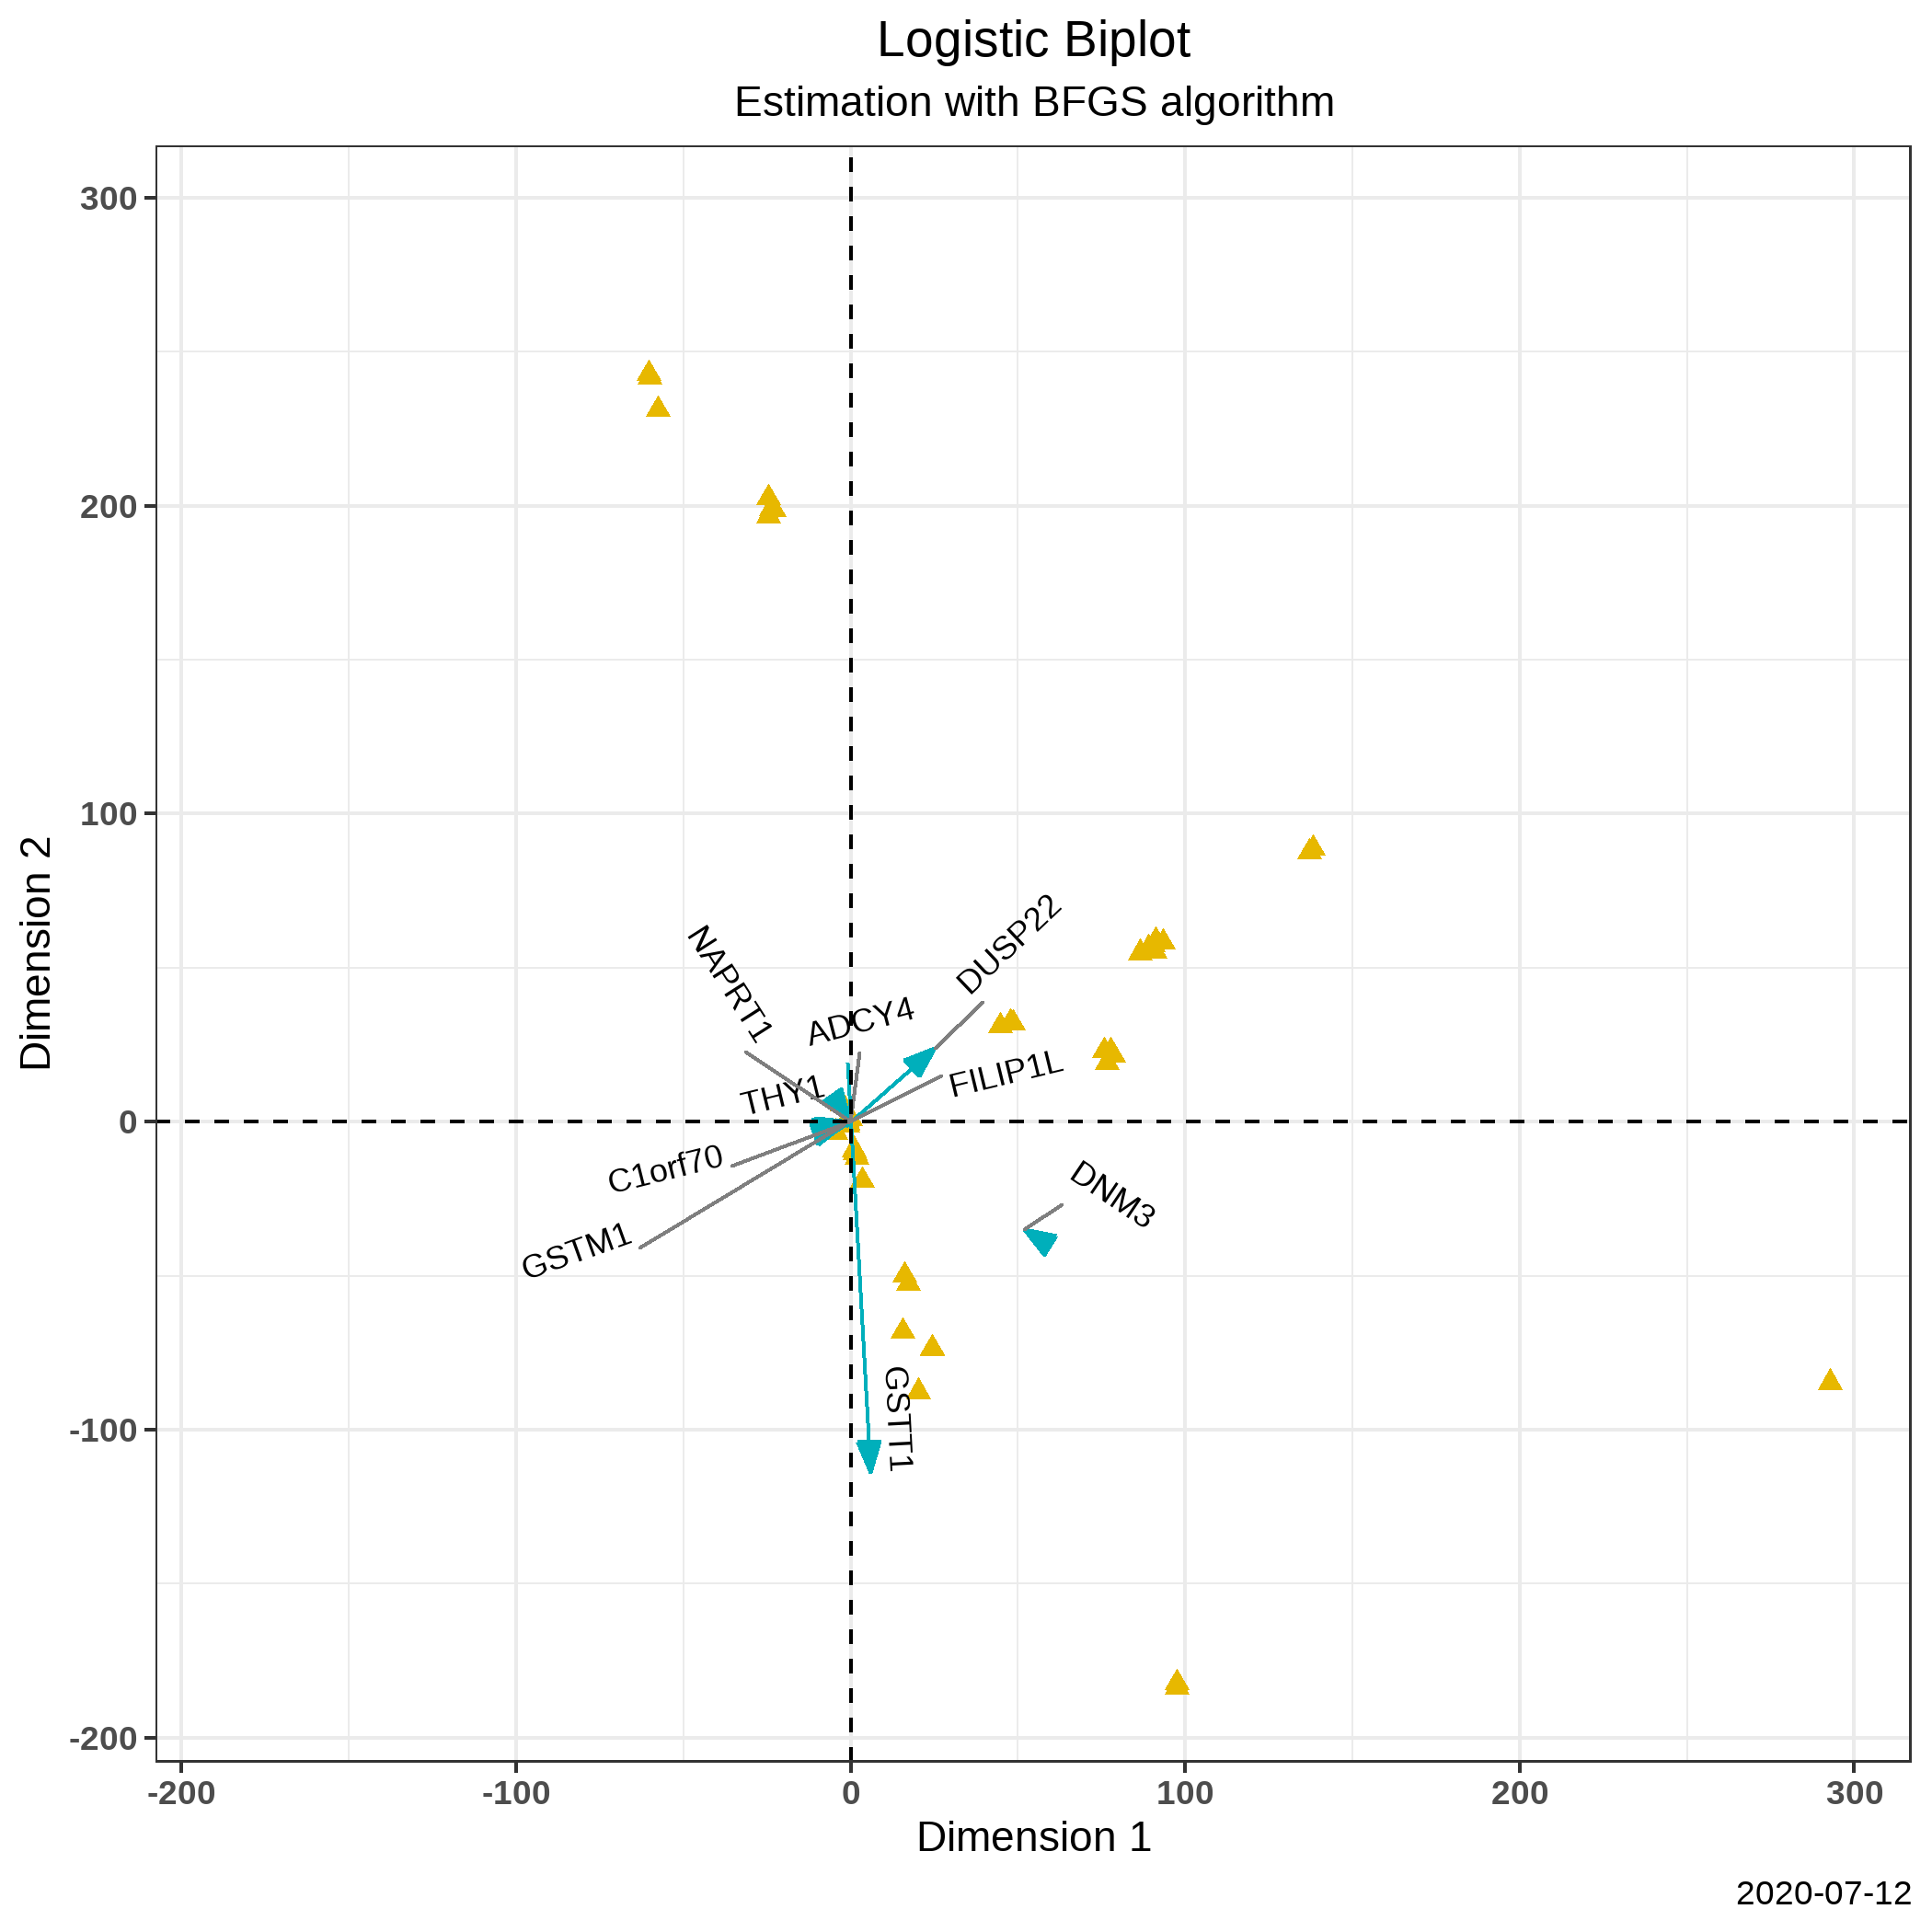 Logistic Biplot
Estimation with BFGS algorithm
Dimension 2
300
200
100
0
-100
-200
NAPRT1
ADCY4
DUSP22
THY1
FILIP1L
C1orf70
DNM3
GSTM1
GSTT1
-200 -100 0 100 200 300
Dimension 1
2020-07-12